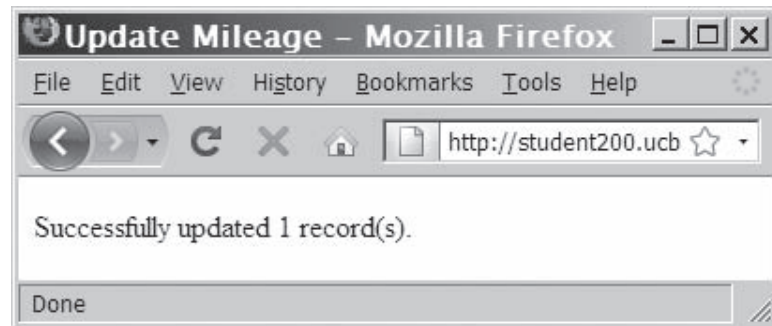 Update Mileage – Mozilla Firefox
File Edit View History Bookmarks Tools Help
http://student200.ucb
Successfully updated 1 record(s).
Done